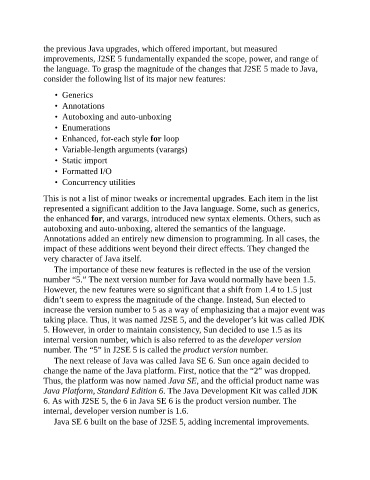 the previous Java upgrades, which offered important, but measured
improvements, J2SE 5 fundamentally expanded the scope, power, and range of
the language. To grasp the magnitude of the changes that J2SE 5 made to Java,
consider the following list of its major new features:
• Generics
• Annotations
• Autoboxing and auto-unboxing
• Enumerations
• Enhanced, for-each style for loop
• Variable-length arguments (varargs)
• Static import
• Formatted I/O
• Concurrency utilities
This is not a list of minor tweaks or incremental upgrades. Each item in the list
represented a significant addition to the Java language. Some, such as generics,
the enhanced for, and varargs, introduced new syntax elements. Others, such as
autoboxing and auto-unboxing, altered the semantics of the language.
Annotations added an entirely new dimension to programming. In all cases, the
impact of these additions went beyond their direct effects. They changed the
very character of Java itself.
The importance of these new features is reflected in the use of the version
number “5.” The next version number for Java would normally have been 1.5.
However, the new features were so significant that a shift from 1.4 to 1.5 just
didn’t seem to express the magnitude of the change. Instead, Sun elected to
increase the version number to 5 as a way of emphasizing that a major event was
taking place. Thus, it was named J2SE 5, and the developer’s kit was called JDK
5. However, in order to maintain consistency, Sun decided to use 1.5 as its
internal version number, which is also referred to as the developer version
number. The “5” in J2SE 5 is called the product version number.
The next release of Java was called Java SE 6. Sun once again decided to
change the name of the Java platform. First, notice that the “2” was dropped.
Thus, the platform was now named Java SE, and the official product name was
Java Platform, Standard Edition 6. The Java Development Kit was called JDK
6. As with J2SE 5, the 6 in Java SE 6 is the product version number. The
internal, developer version number is 1.6.
Java SE 6 built on the base of J2SE 5, adding incremental improvements.